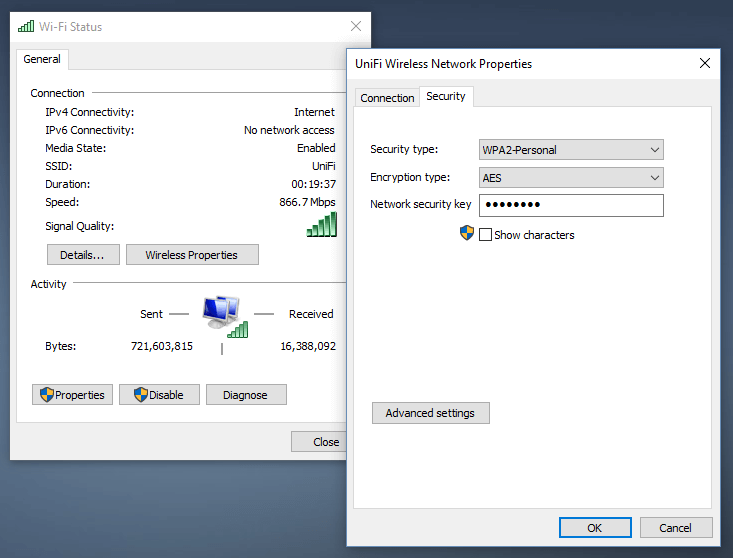 Wi-Fi Status
General
Connection
IPv4 Connectivity: Internet
IPv6 Connectivity: No network access
Media State: Enabled
SSID: UniFi
Duration: 00:19:37
Speed: 866.7 Mbps
Signal Quality:
Details... Wireless Properties
Activity
Sent Received
Bytes: 721,603,815 16,388,092
Properties Disable Diagnose
Close
UniFi Wireless Network Properties
Connection Security
Security type: WPA2-Personal
Encryption type: AES
Network security key ●●●●●●●●
Show characters
Advanced settings
OK Cancel